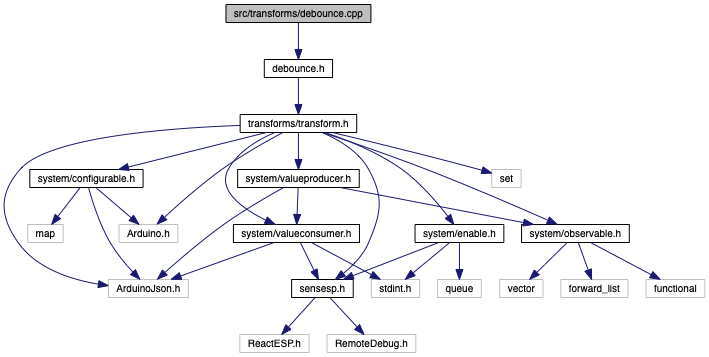 src/transforms/debounce.cpp
debounce.h
transforms/transform.h
system/configurable.h
system/valueproducer.h
set
map
Arduino.h
system/valueconsumer.h
system/enable.h
system/observable.h
ArduinoJson.h
sensesp.h
stdint.h
queue
vector
forward_list
functional
ReactESP.h
RemoteDebug.h